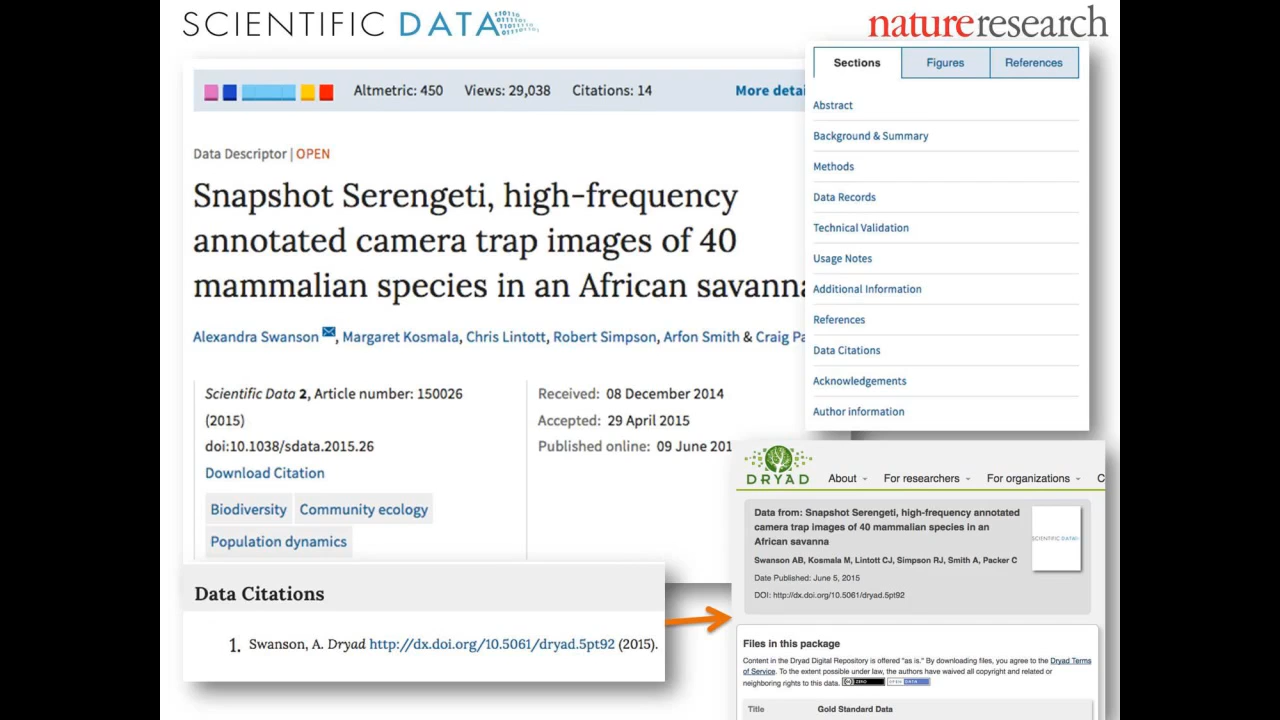 SCIENTIFIC DATA
natureresearch
Altmetric: 450 Views: 29,038 Citations: 14 More detai
Data Descriptor | OPEN
Snapshot Serengeti, high-frequency
annotated camera trap images of 40
mammalian species in an African savanna
Alexandra Swanson, Margaret Kosmala, Chris Lintott, Robert Simpson, Arfon Smith & Craig Pa
Scientific Data 2, Article number: 150026
(2015)
doi:10.1038/sdata.2015.26
Download Citation
Biodiversity Community ecology
Population dynamics
Received: 08 December 2014
Accepted: 29 April 2015
Published online: 09 June 201
Sections Figures References
Abstract
Background & Summary
Methods
Data Records
Technical Validation
Usage Notes
Additional Information
References
Data Citations
Acknowledgements
Author information
Data Citations
1. Swanson, A. Dryad http://dx.doi.org/10.5061/dryad.5pt92 (2015).
DRYAD
About For researchers For organizations C
Data from: Snapshot Serengeti, high-frequency annotated
camera trap images of 40 mammalian species in an
African savanna
SCIENTIFIC DATA
Swanson AB, Kosmala M, Lintott CJ, Simpson RJ, Smith A, Packer C
Date Published: June 5, 2015
DOI: http://dx.doi.org/10.5061/dryad.5pt92
Files in this package
Content in the Dryad Digital Repository is offered "as is." By downloading files, you agree to the Dryad Terms
of Service. To the extent possible under law, the authors have waived all copyright and related or
neighboring rights to this data. ZERO OPEN DATA
Title Gold Standard Data